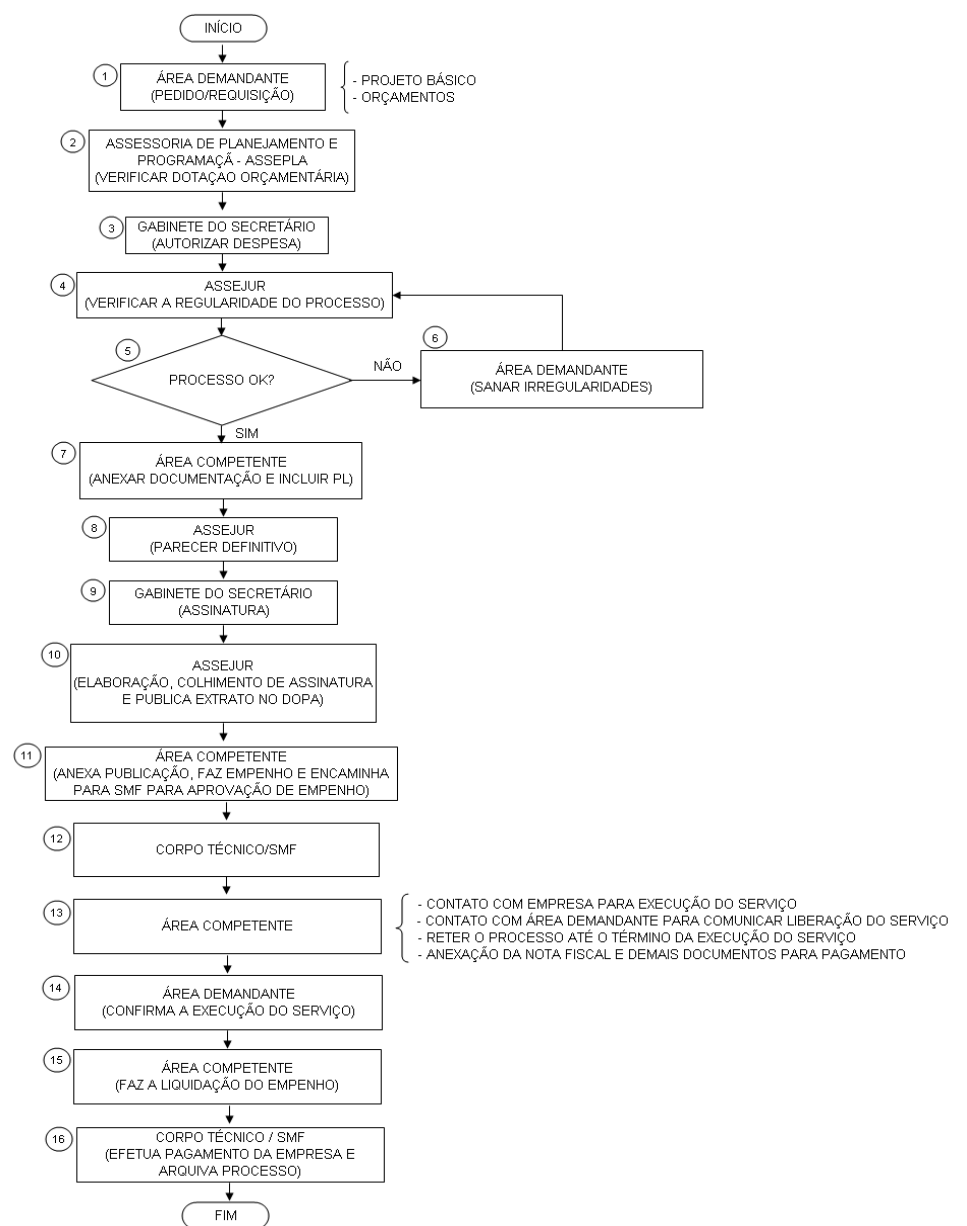 INÍCIO
1
ÁREA DEMANDANTE
(PEDIDO/REQUISIÇÃO)
- PROJETO BÁSICO
- ORÇAMENTOS
2
ASSESSORIA DE PLANEJAMENTO E
PROGRAMAÇÃ - ASSEPLA
(VERIFICAR DOTAÇAO ORÇAMENTÁRIA)
3
GABINETE DO SECRETÁRIO
(AUTORIZAR DESPESA)
4
ASSEJUR
(VERIFICAR A REGULARIDADE DO PROCESSO)
5
PROCESSO OK?
NÃO
6
ÁREA DEMANDANTE
(SANAR IRREGULARIDADES)
SIM
7
ÁREA COMPETENTE
(ANEXAR DOCUMENTAÇÃO E INCLUIR PL)
8
ASSEJUR
(PARECER DEFINITIVO)
9
GABINETE DO SECRETÁRIO
(ASSINATURA)
10
ASSEJUR
(ELABORAÇÃO, COLHIMENTO DE ASSINATURA
E PUBLICA EXTRATO NO DOPA)
11
ÁREA COMPETENTE
(ANEXA PUBLICAÇÃO, FAZ EMPENHO E ENCAMINHA
PARA SMF PARA APROVAÇÃO DE EMPENHO)
12
CORPO TÉCNICO/SMF
13
ÁREA COMPETENTE
- CONTATO COM EMPRESA PARA EXECUÇÃO DO SERVIÇO
- CONTATO COM ÁREA DEMANDANTE PARA COMUNICAR LIBERAÇÃO DO SERVIÇO
- RETER O PROCESSO ATÉ O TÉRMINO DA EXECUÇÃO DO SERVIÇO
- ANEXAÇÃO DA NOTA FISCAL E DEMAIS DOCUMENTOS PARA PAGAMENTO
14
ÁREA DEMANDANTE
(CONFIRMA A EXECUÇÃO DO SERVIÇO)
15
ÁREA COMPETENTE
(FAZ A LIQUIDAÇÃO DO EMPENHO)
16
CORPO TÉCNICO / SMF
(EFETUA PAGAMENTO DA EMPRESA E
ARQUIVA PROCESSO)
FIM